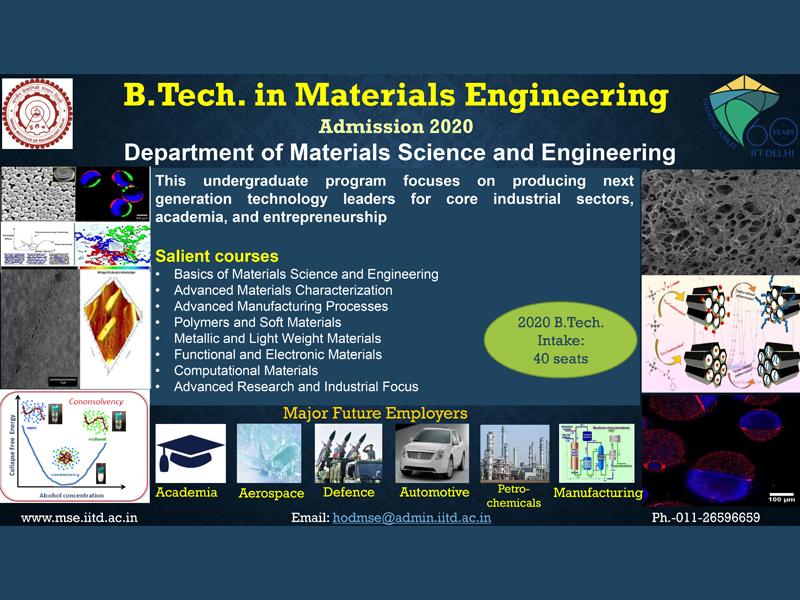 B.Tech. in Materials Engineering
Admission 2020
Department of Materials Science and Engineering
60 YEARS
IIT DELHI
This undergraduate program focuses on producing next
generation technology leaders for core industrial sectors,
academia, and entrepreneurship
Salient courses
• Basics of Materials Science and Engineering
• Advanced Materials Characterization
• Advanced Manufacturing Processes
• Polymers and Soft Materials
• Metallic and Light Weight Materials
• Functional and Electronic Materials
• Computational Materials
• Advanced Research and Industrial Focus
2020 B.Tech.
Intake:
40 seats
Cononsolvency
Collapse Free Energy
water
methanol
Alcohol concentration
Major Future Employers
Academia
Aerospace
Defence
Automotive
Petro-
chemicals
Manufacturing
100 μm
www.mse.iitd.ac.in
Email: hodmse@admin.iitd.ac.in
Ph.-011-26596659